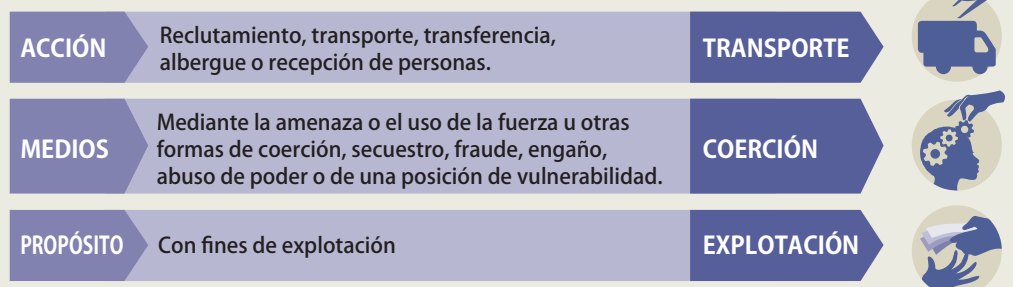 ACCIÓN
Reclutamiento, transporte, transferencia,
albergue o recepción de personas.
TRANSPORTE
MEDIOS
Mediante la amenaza o el uso de la fuerza u otras
formas de coerción, secuestro, fraude, engaño,
abuso de poder o de una posición de vulnerabilidad.
COERCIÓN
PROPÓSITO
Con fines de explotación
EXPLOTACIÓN